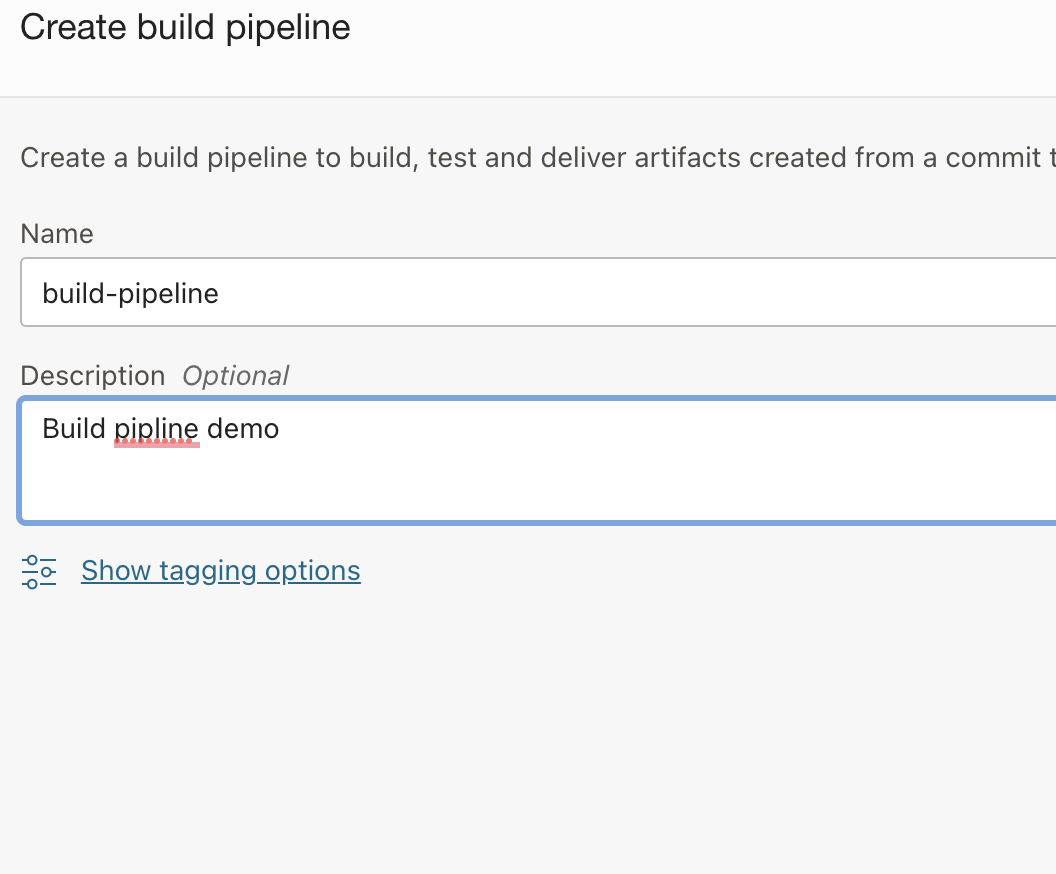 Create build pipeline
Create a build pipeline to build, test and deliver artifacts created from a commit t
Name
build-pipeline
Description Optional
Build pipline demo
Show tagging options